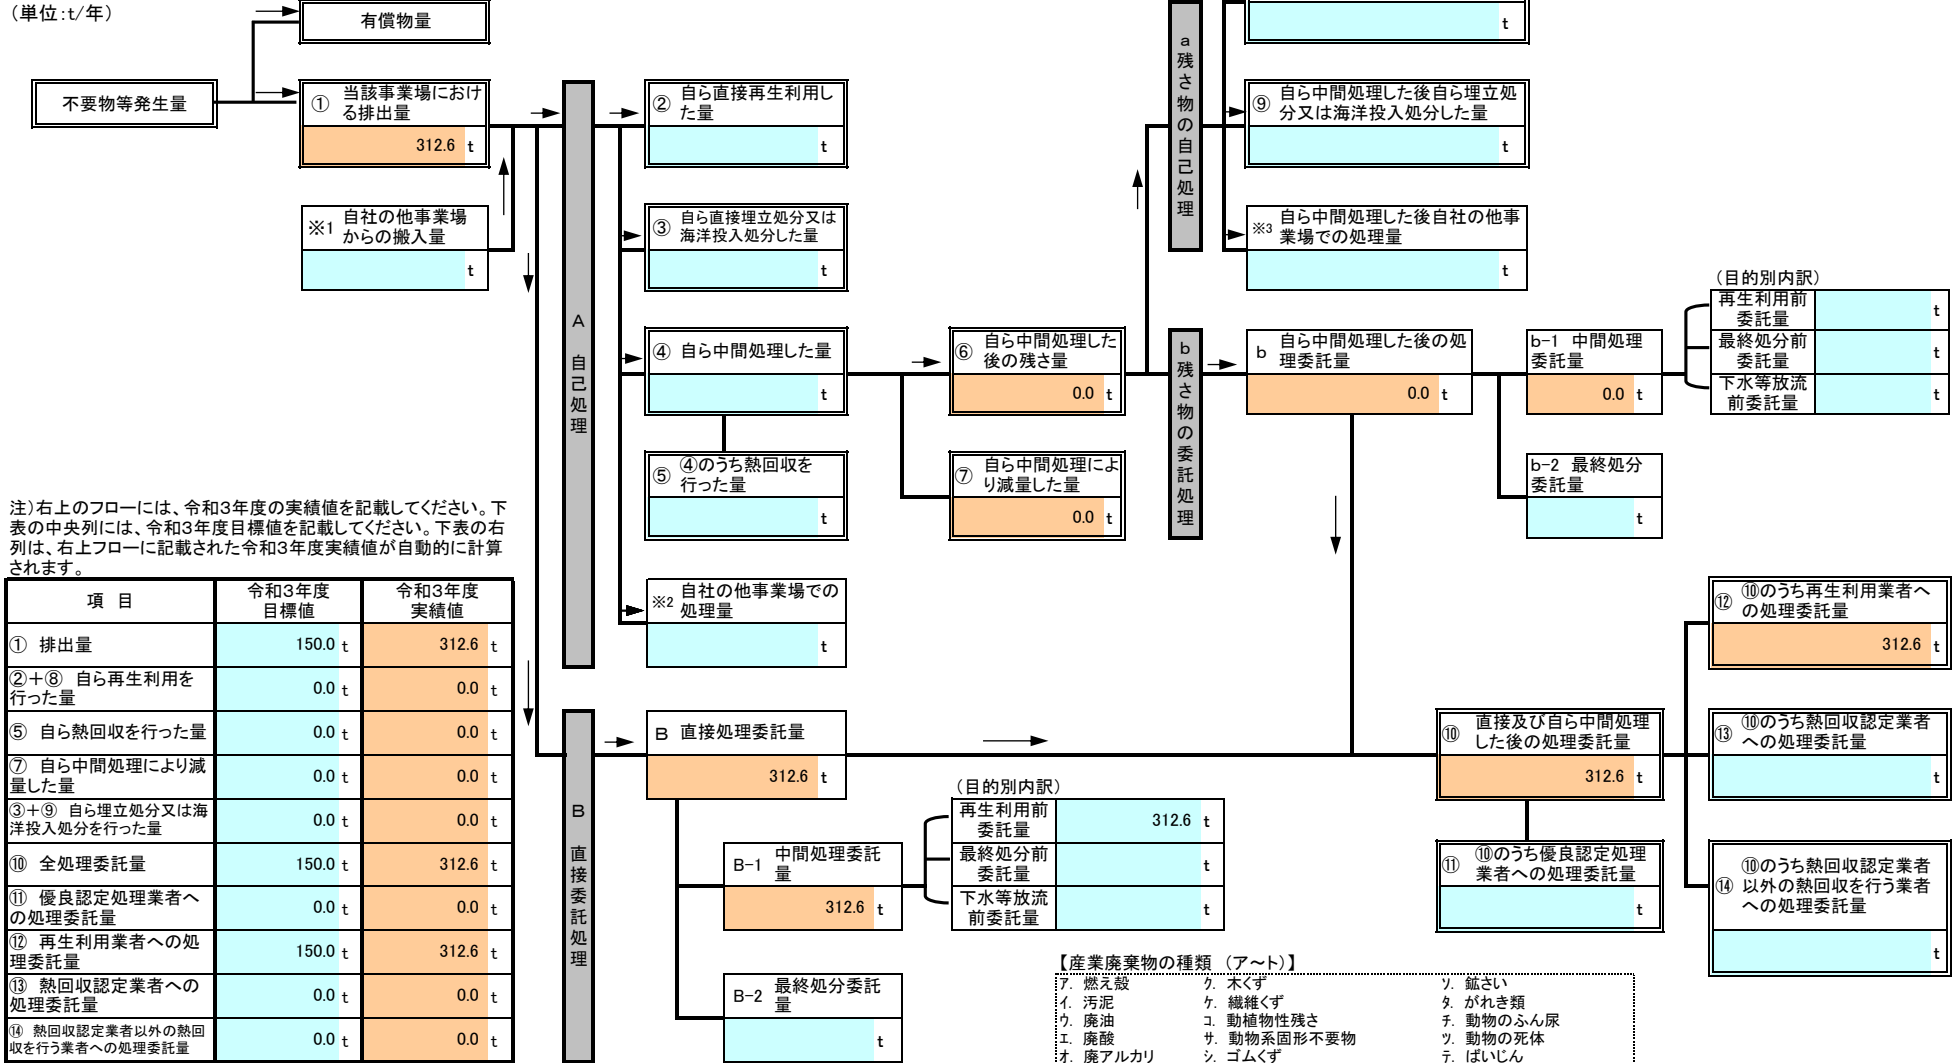 （単位：t/年）
有償物量
不要物等発生量
① 当該事業場におけ
る排出量
312.6 t
※1 自社の他事業場
からの搬入量
t
A 自己処理
② 自ら直接再生利用し
た量
t
③ 自ら直接埋立処分又は
海洋投入処分した量
t
④ 自ら中間処理した量
t
⑤ ④のうち熱回収を
行った量
t
※2 自社の他事業場での
処理量
t
⑥ 自ら中間処理した
後の残さ量
0.0 t
⑦ 自ら中間処理によ
り減量した量
0.0 t
a 残さ物の自己処理
t
⑨ 自ら中間処理した後自ら埋立処
分又は海洋投入処分した量
t
※3 自ら中間処理した後自社の他事
業場での処理量
t
b 残さ物の委託処理
b 自ら中間処理した後の処
理委託量
0.0 t
b-1 中間処理
委託量
0.0 t
b-2 最終処分
委託量
t
（目的別内訳）
再生利用前
委託量
t
最終処分前
委託量
t
下水等放流
前委託量
t
注）右上のフローには、令和３年度の実績値を記載してください。下
表の中央列には、令和３年度目標値を記載してください。下表の右
列は、右上フローに記載された令和３年度実績値が自動的に計算
されます。
項 目 令和３年度
目標値 令和３年度
実績値
① 排出量 150.0 t 312.6 t
②＋⑧ 自ら再生利用を
行った量 0.0 t 0.0 t
⑤ 自ら熱回収を行った量 0.0 t 0.0 t
⑦ 自ら中間処理により減
量した量 0.0 t 0.0 t
③＋⑨ 自ら埋立処分又は海
洋投入処分を行った量 0.0 t 0.0 t
⑩ 全処理委託量 150.0 t 312.6 t
⑪ 優良認定処理業者へ
の処理委託量 0.0 t 0.0 t
⑫ 再生利用業者への処
理委託量 150.0 t 312.6 t
⑬ 熱回収認定業者への
処理委託量 0.0 t 0.0 t
⑭ 熱回収認定業者以外の熱回
収を行う業者への処理委託量 0.0 t 0.0 t
B 直接委託処理
B 直接処理委託量
312.6 t
B-1 中間処理委託
量
312.6 t
B-2 最終処分委託
量
t
（目的別内訳）
再生利用前
委託量
312.6 t
最終処分前
委託量
t
下水等放流
前委託量
t
⑩ 直接及び自ら中間処理
した後の処理委託量
312.6 t
⑪ ⑩のうち優良認定処理
業者への処理委託量
t
⑫ ⑩のうち再生利用業者へ
の処理委託量
312.6 t
⑬ ⑩のうち熱回収認定業者
への処理委託量
t
⑭ ⑩のうち熱回収認定業者
以外の熱回収を行う業者
への処理委託量
t
【産業廃棄物の種類 （ア～ト）】
ア. 燃え殻 ク. 木くず ソ. 鉱さい
イ. 汚泥 ケ. 繊維くず タ. がれき類
ウ. 廃油 コ. 動植物性残さ チ. 動物のふん尿
エ. 廃酸 サ. 動物系固形不要物 ツ. 動物の死体
オ. 廃アルカリ シ. ゴムくず テ. ばいじん